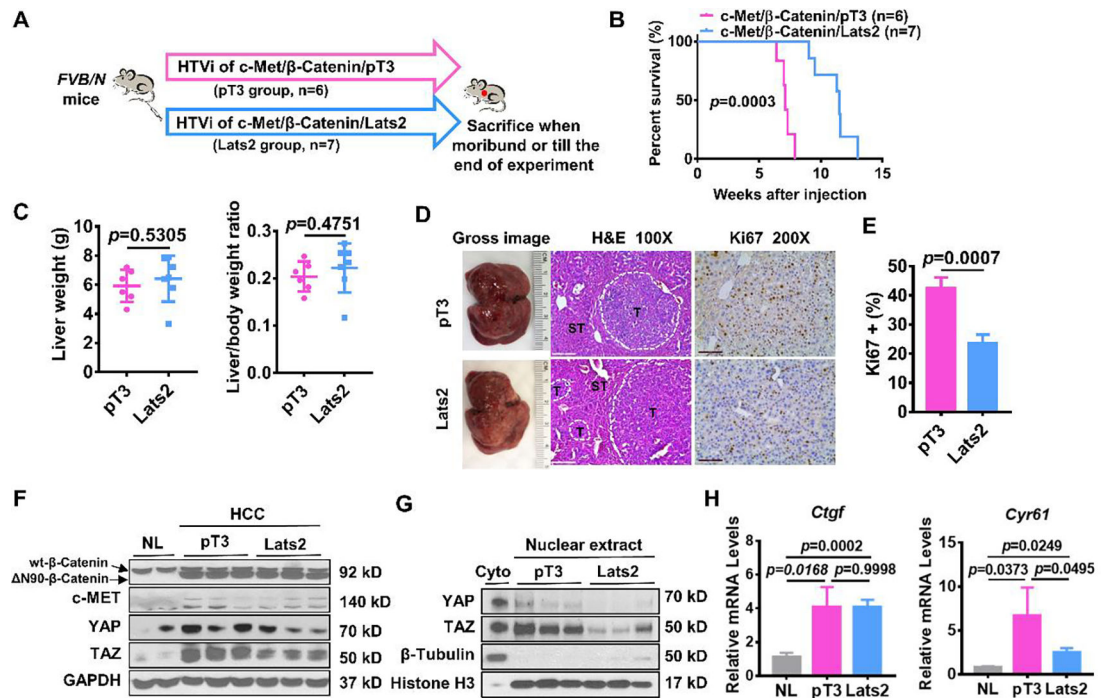 A
FVB/N
mice
HTVi of c-Met/β-Catenin/pT3
(pT3 group, n=6)
HTVi of c-Met/β-Catenin/Lats2
(Lats2 group, n=7)
Sacrifice when
moribund or till the
end of experiment
B
c-Met/β-Catenin/pT3 (n=6)
c-Met/β-Catenin/Lats2 (n=7)
Percent survival (%)
100
50
0
p=0.0003
0 5 10 15
Weeks after injection
C
Liver weight (g)
10
8
6
4
2
0
p=0.5305
pT3 Lats2
Liver/body weight ratio
0.3
0.2
0.1
0.0
p=0.4751
pT3 Lats2
D
Gross image H&E 100X Ki67 200X
pT3
ST T
Lats2
T ST T T
E
Ki67 + (%)
50
40
30
20
10
0
p=0.0007
pT3 Lats2
F
HCC
NL pT3 Lats2
wt-β-Catenin
ΔN90-β-Catenin
92 kD
c-MET 140 kD
YAP 70 kD
TAZ 50 kD
GAPDH 37 kD
G
Nuclear extract
Cyto pT3 Lats2
YAP 70 kD
TAZ 50 kD
β-Tubulin 50 kD
Histone H3 17 kD
H
Ctgf
Relative mRNA Levels
8
6
4
2
0
p=0.0002
p=0.0168 p=0.9998
NL pT3 Lats2
Cyr61
Relative mRNA Levels
15
10
5
0
p=0.0249
p=0.0373 p=0.0495
NL pT3 Lats2